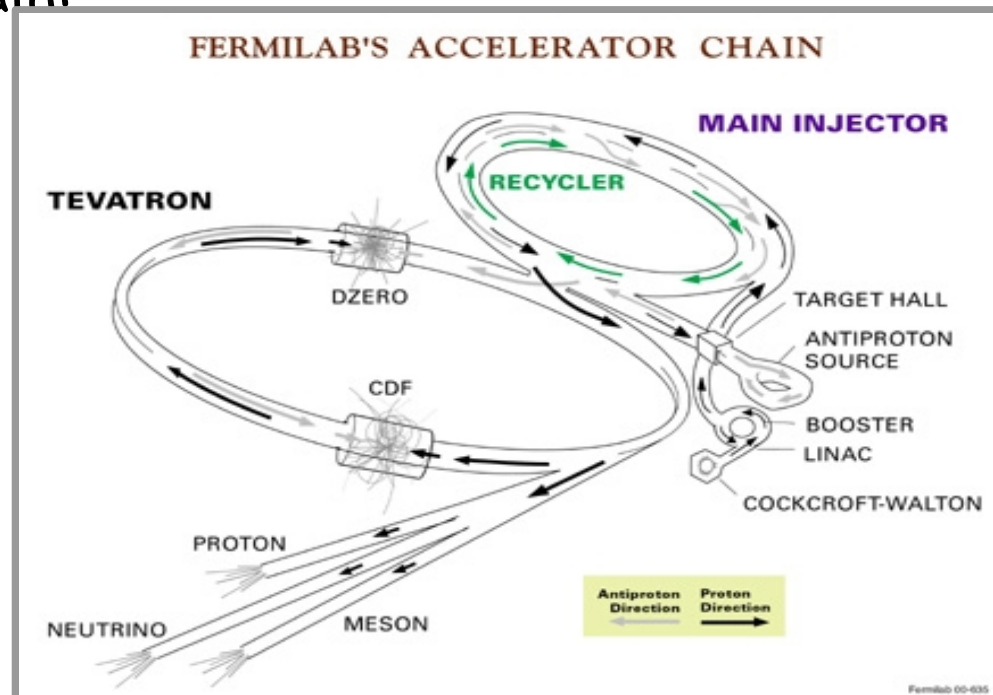 FERMILAB'S ACCELERATOR CHAIN
MAIN INJECTOR
RECYCLER
TEVATRON
DZERO
TARGET HALL
ANTIPROTON
SOURCE
CDF
BOOSTER
LINAC
COCKCROFT-WALTON
PROTON
NEUTRINO
MESON
Antiproton
Direction
Proton
Direction
Fermilab 00-635